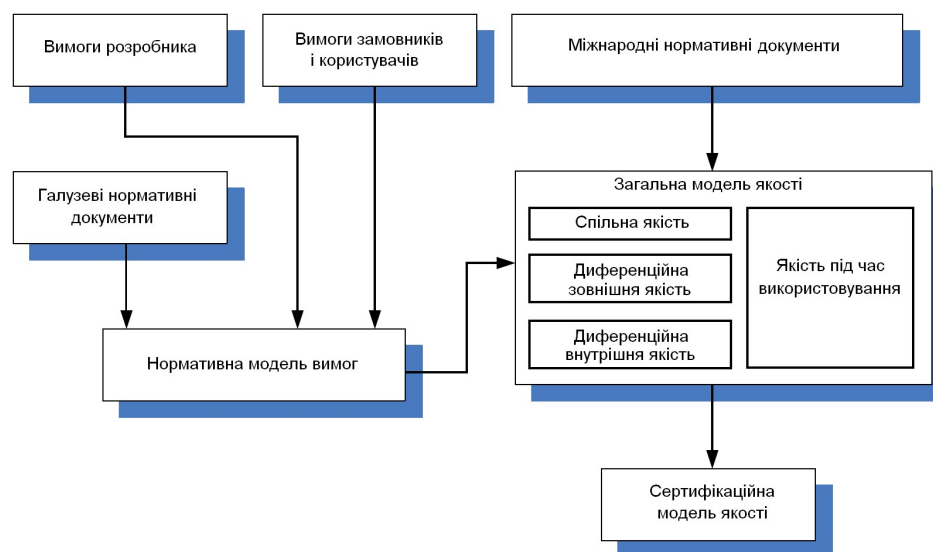 Вимоги розробника
Вимоги замовників
і користувачів
Міжнародні нормативні документи
Галузеві нормативні
документи
Загальна модель якості
Спільна якість
Диференційна
зовнішня якість
Диференційна
внутрішня якість
Якість під час
використовування
Нормативна модель вимог
Сертифікаційна
модель якості